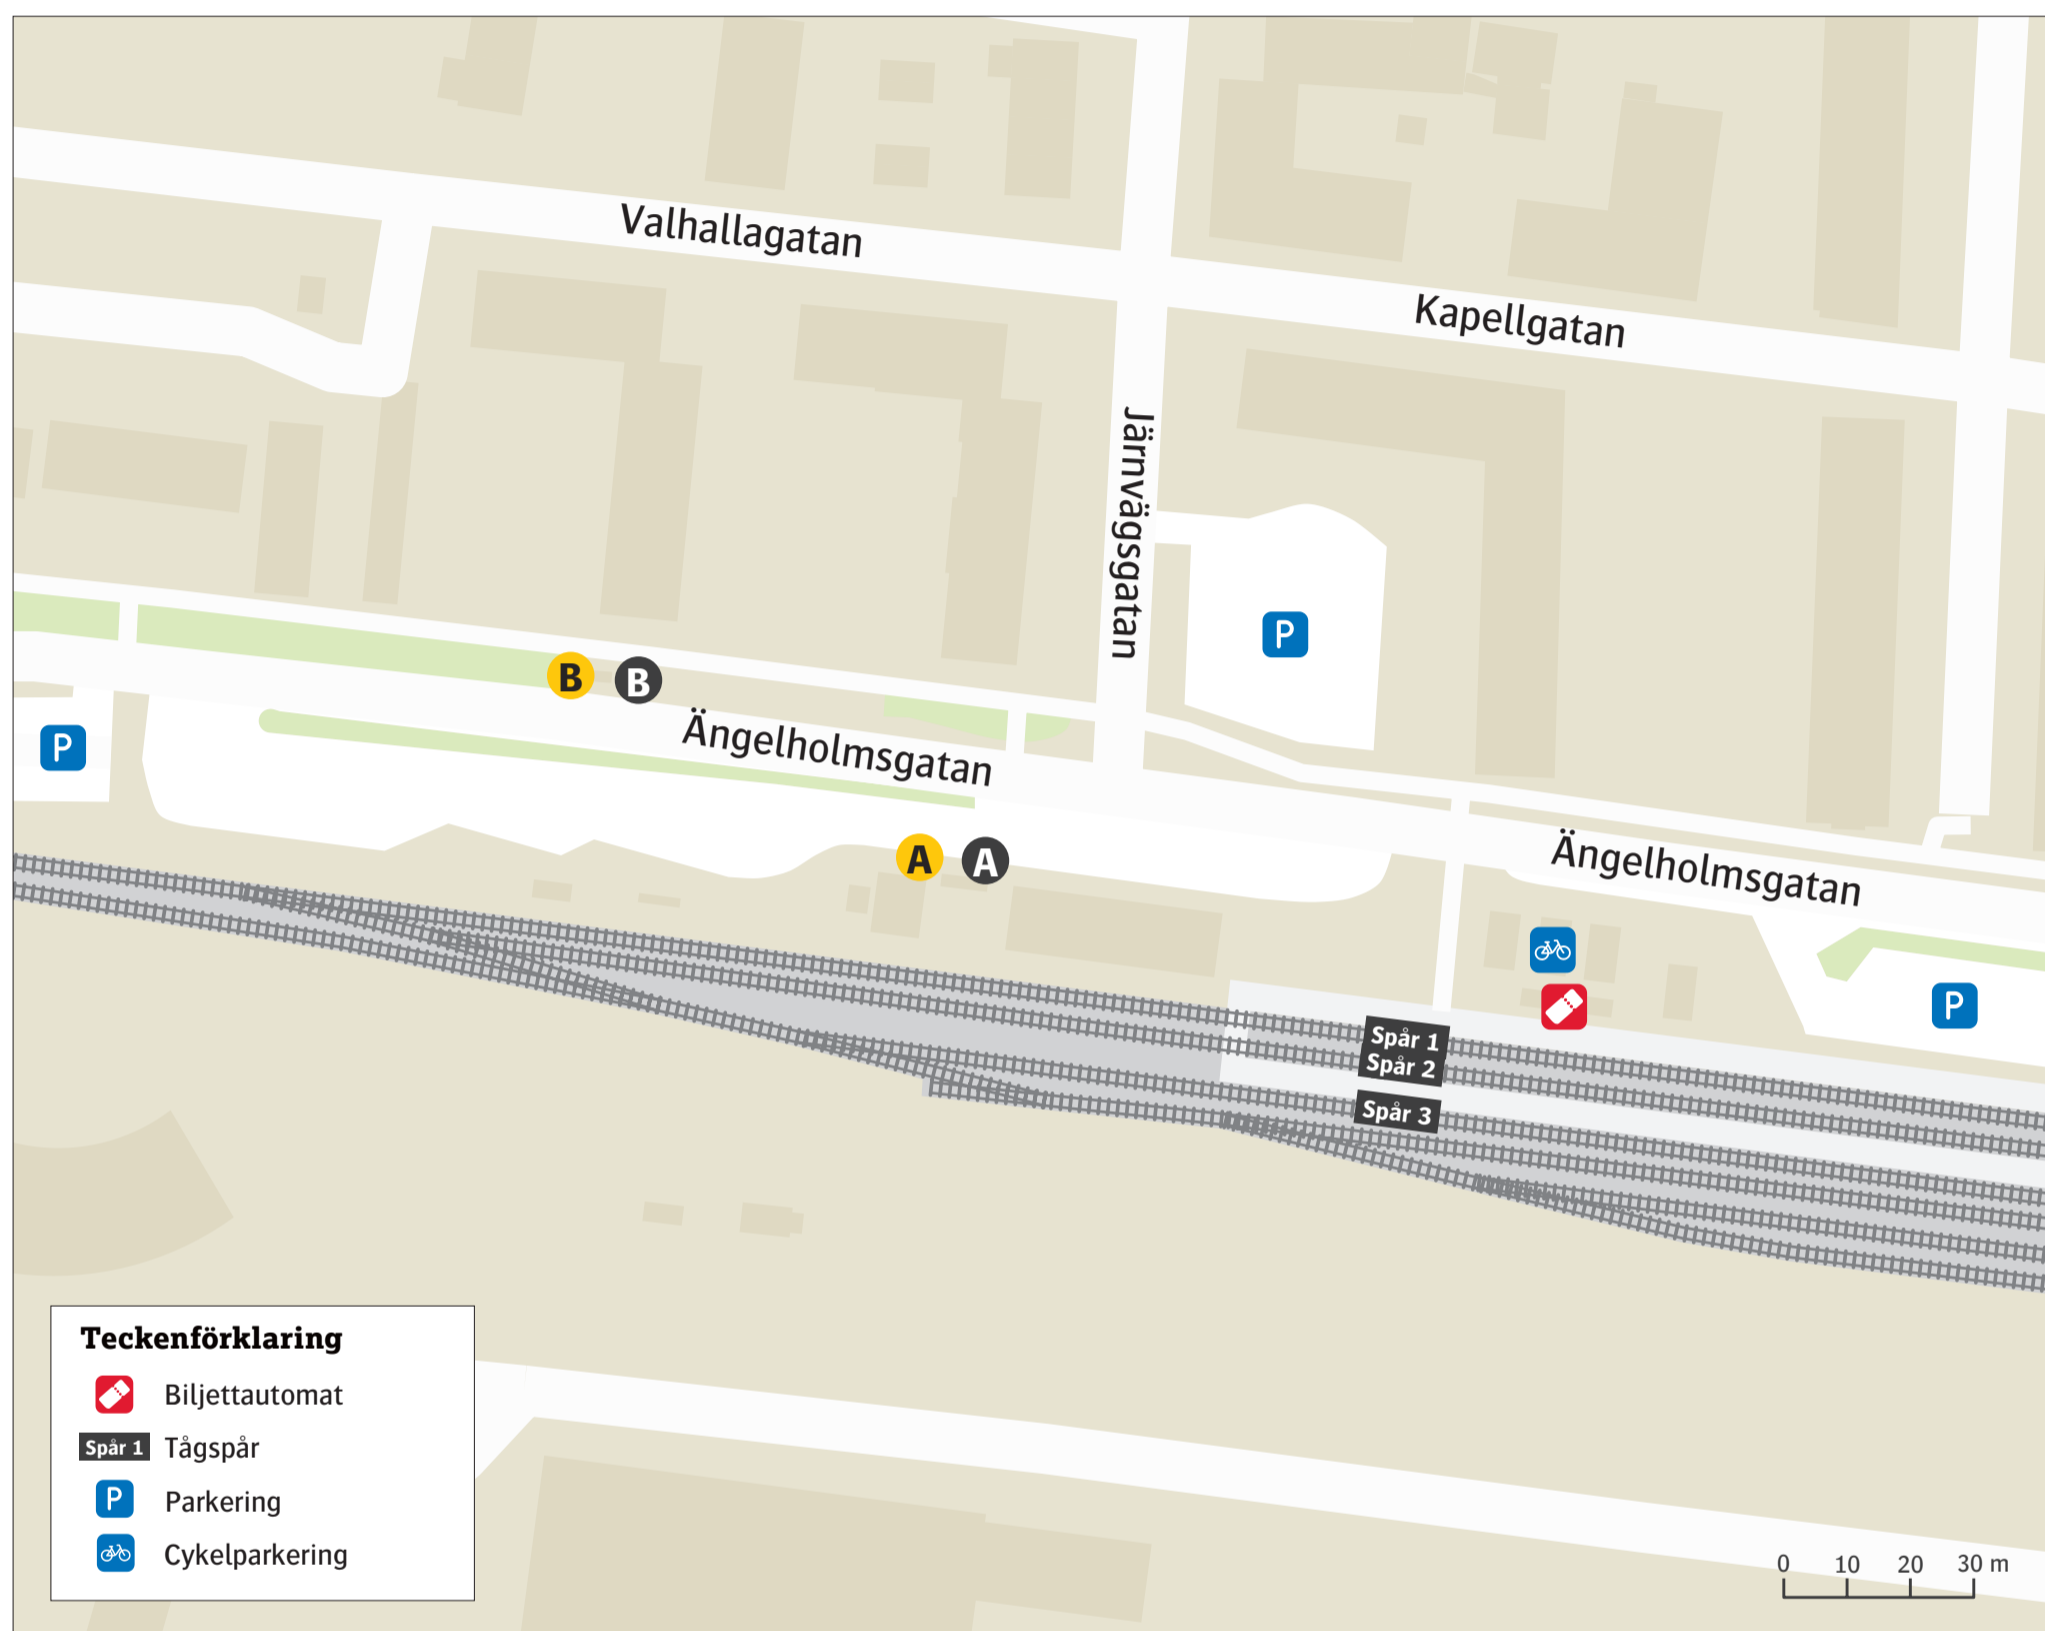 Valhallagatan
Kapellgatan
Järnvägsgatan
P
B
B
Ängelholmsgatan
P
A
A
Ängelholmsgatan
P
Spår 1
Spår 2
Spår 3
Teckenförklaring
Biljettautomat
Spår 1 Tågspår
P Parkering
Cykelparkering
0 10 20 30 m